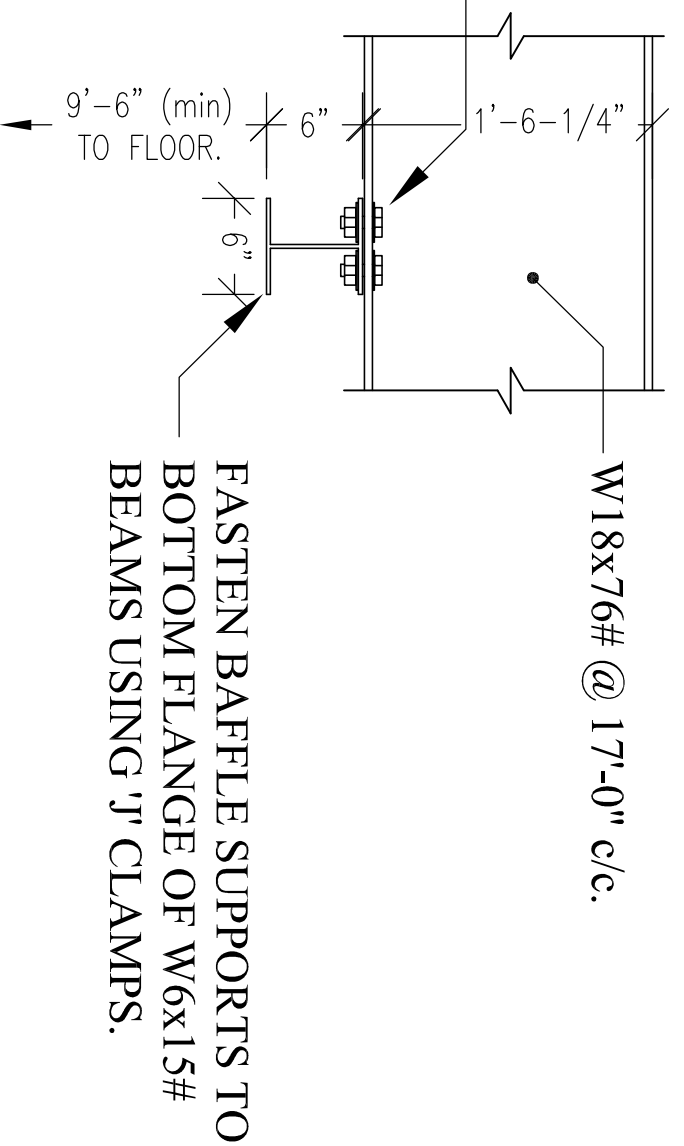 W18x76# @ 17'-0" c/c.
1'-6-1/4"
6"
9'-6" (min)
TO FLOOR.
6"
FASTEN BAFFLE SUPPORTS TO
BOTTOM FLANGE OF W6x15#
BEAMS USING 'J' CLAMPS.